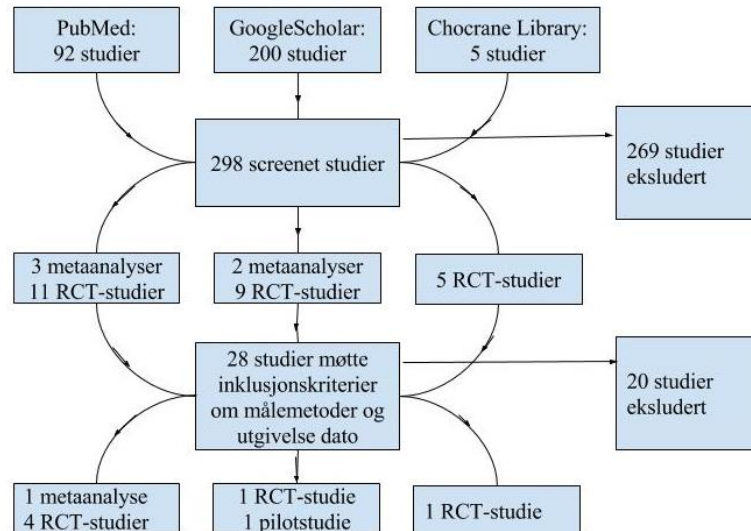 PubMed:
92 studier
GoogleScholar:
200 studier
Chocrane Library:
5 studier
298 screenet studier
269 studier
eksludert
3 metaanalyser
11 RCT-studier
2 metaanalyser
9 RCT-studier
5 RCT-studier
28 studier møtte
inklusjonskriterier
om målemetoder og
utgivelse dato
20 studier
eksludert
1 metaanalyse
4 RCT-studier
1 RCT-studie
1 pilotstudie
1 RCT-studie